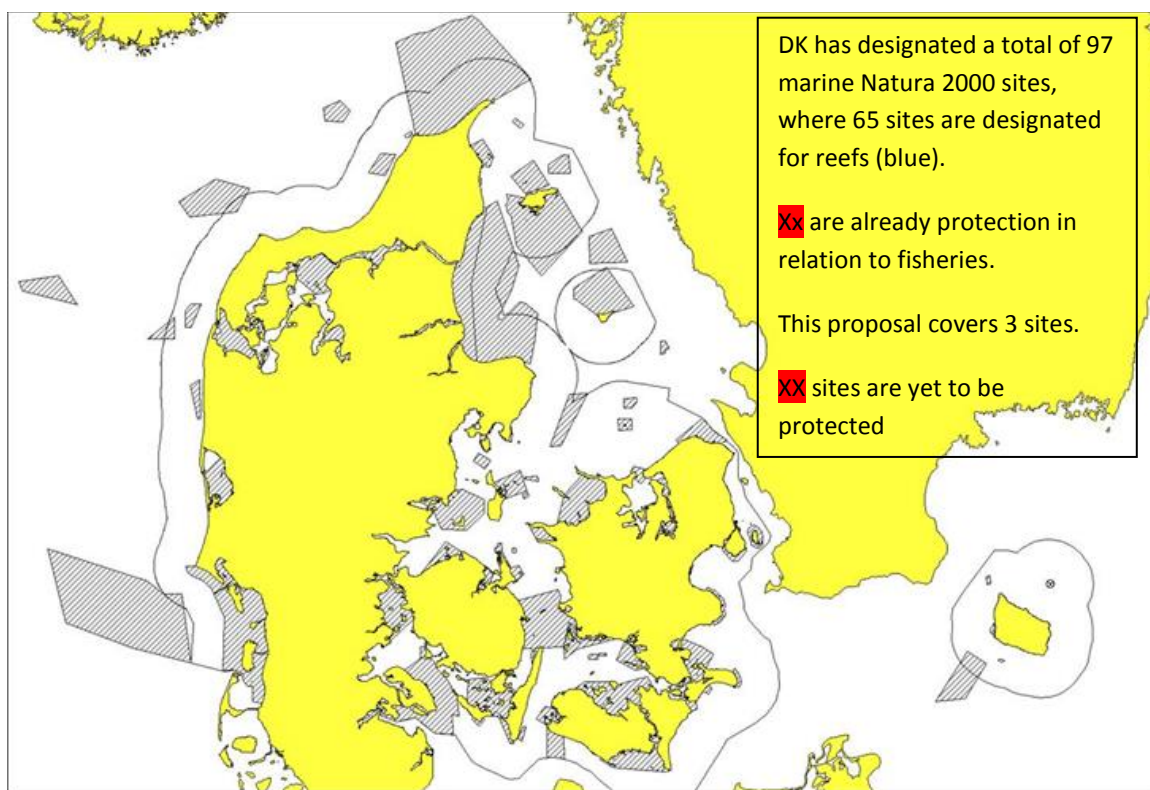 DK has designated a total of 97
marine Natura 2000 sites,
where 65 sites are designated
for reefs (blue).
Xx are already protection in
relation to fisheries.
This proposal covers 3 sites.
XX sites are yet to be
protected